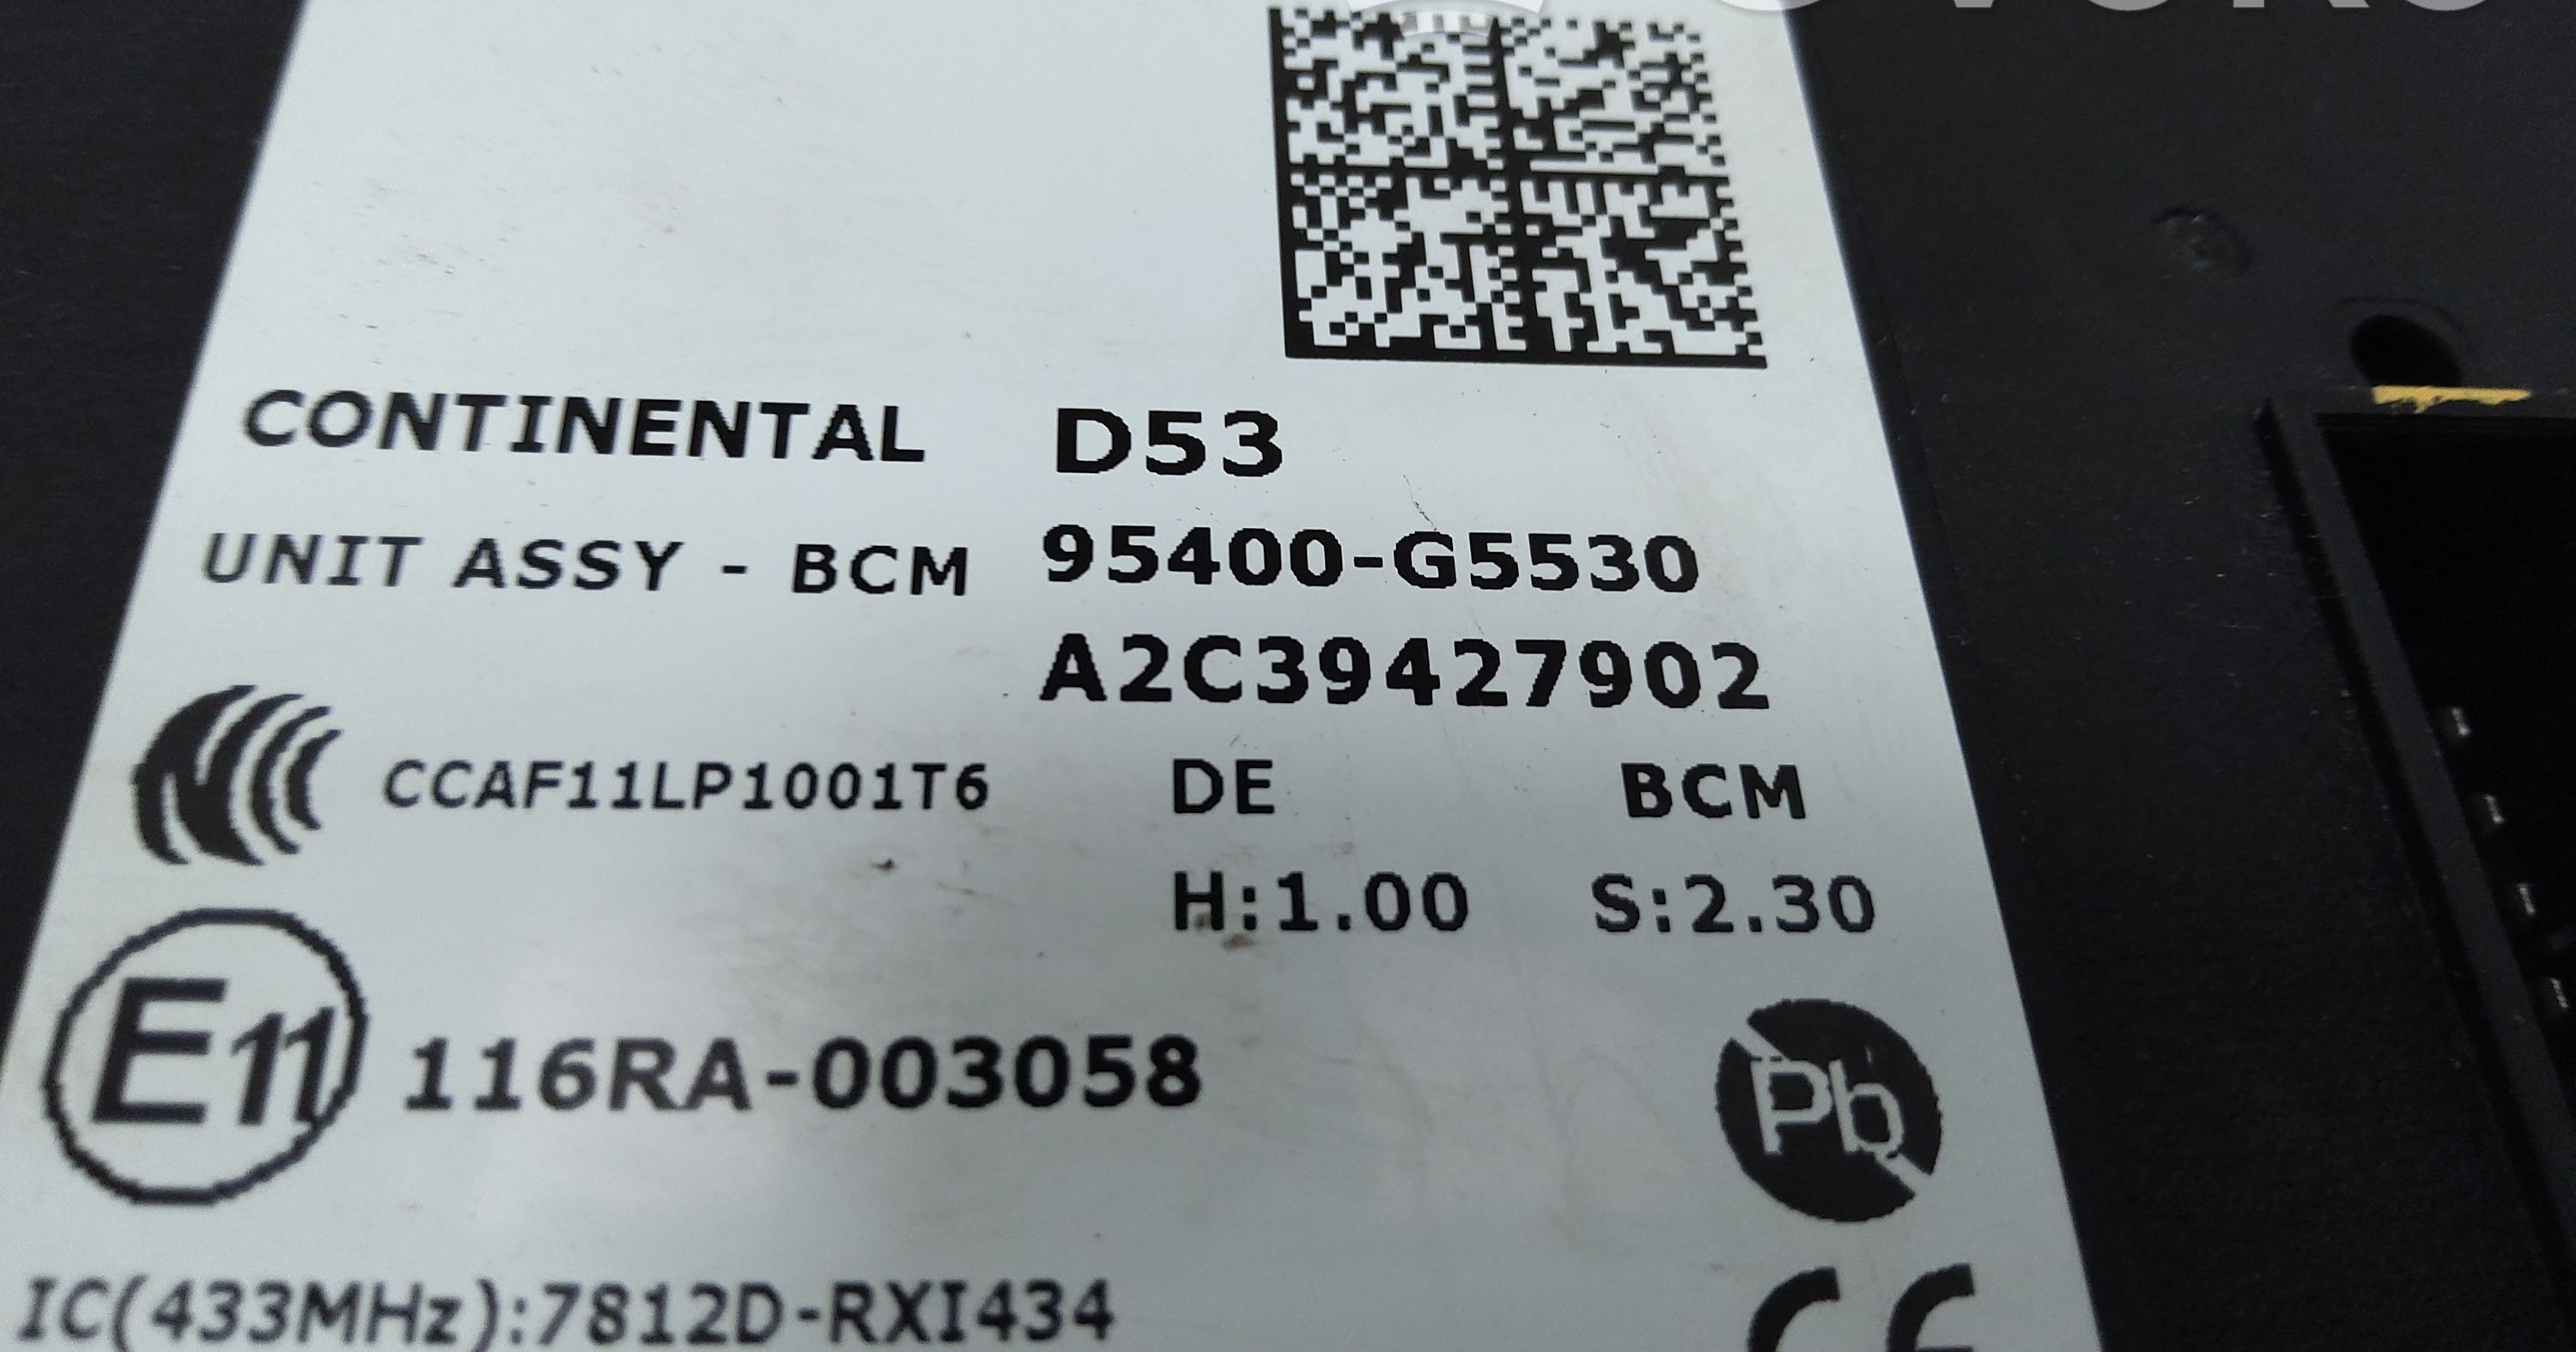 CONTINENTAL D53
UNIT ASSY - BCM 95400-G5530
A2C39427902
CCAF11LP1001T6 DE BCM
H:1.00 S:2.30
E11 116RA-003058
Pb
IC(433MHz):7812D-RXI434
CE